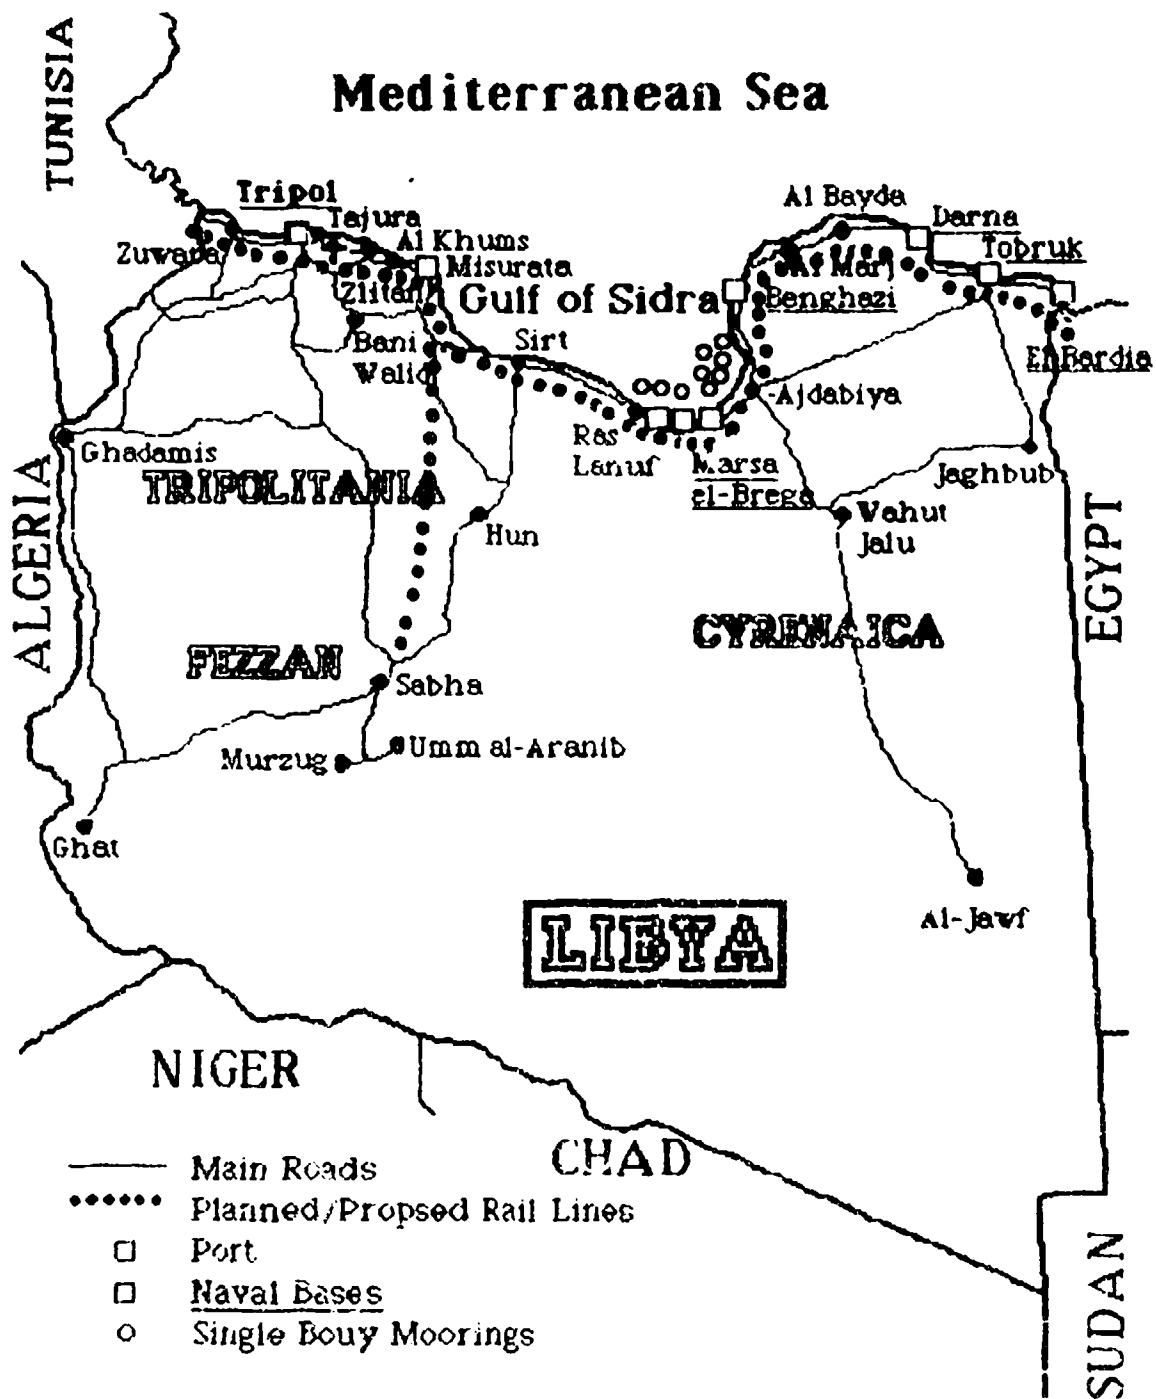 TUNISIA
Mediterranean Sea
Tripol
Tajura
Al Khums
Zuwara
Misurata
Zlitan
Gulf of Sidra
Al Bayda
Darna
Tobruk
Al Marj
Benghazi
El Bardia
Bani
Walid
Sirt
-Ajdabiya
Ras
Lanuf
Marsa
el-Brega
Ghadamis
Jaghbub
TRIPOLITANIA
Hun
Wahut
Jalu
ALGERIA
EGYPT
CYRENAICA
FEZZAN
Sabha
Umm al-Aranib
Murzug
Ghat
Al-Jawf
LIBYA
NIGER
CHAD
SUDAN
Main Roads
Planned/Propsed Rail Lines
Port
Naval Bases
Single Bouy Moorings